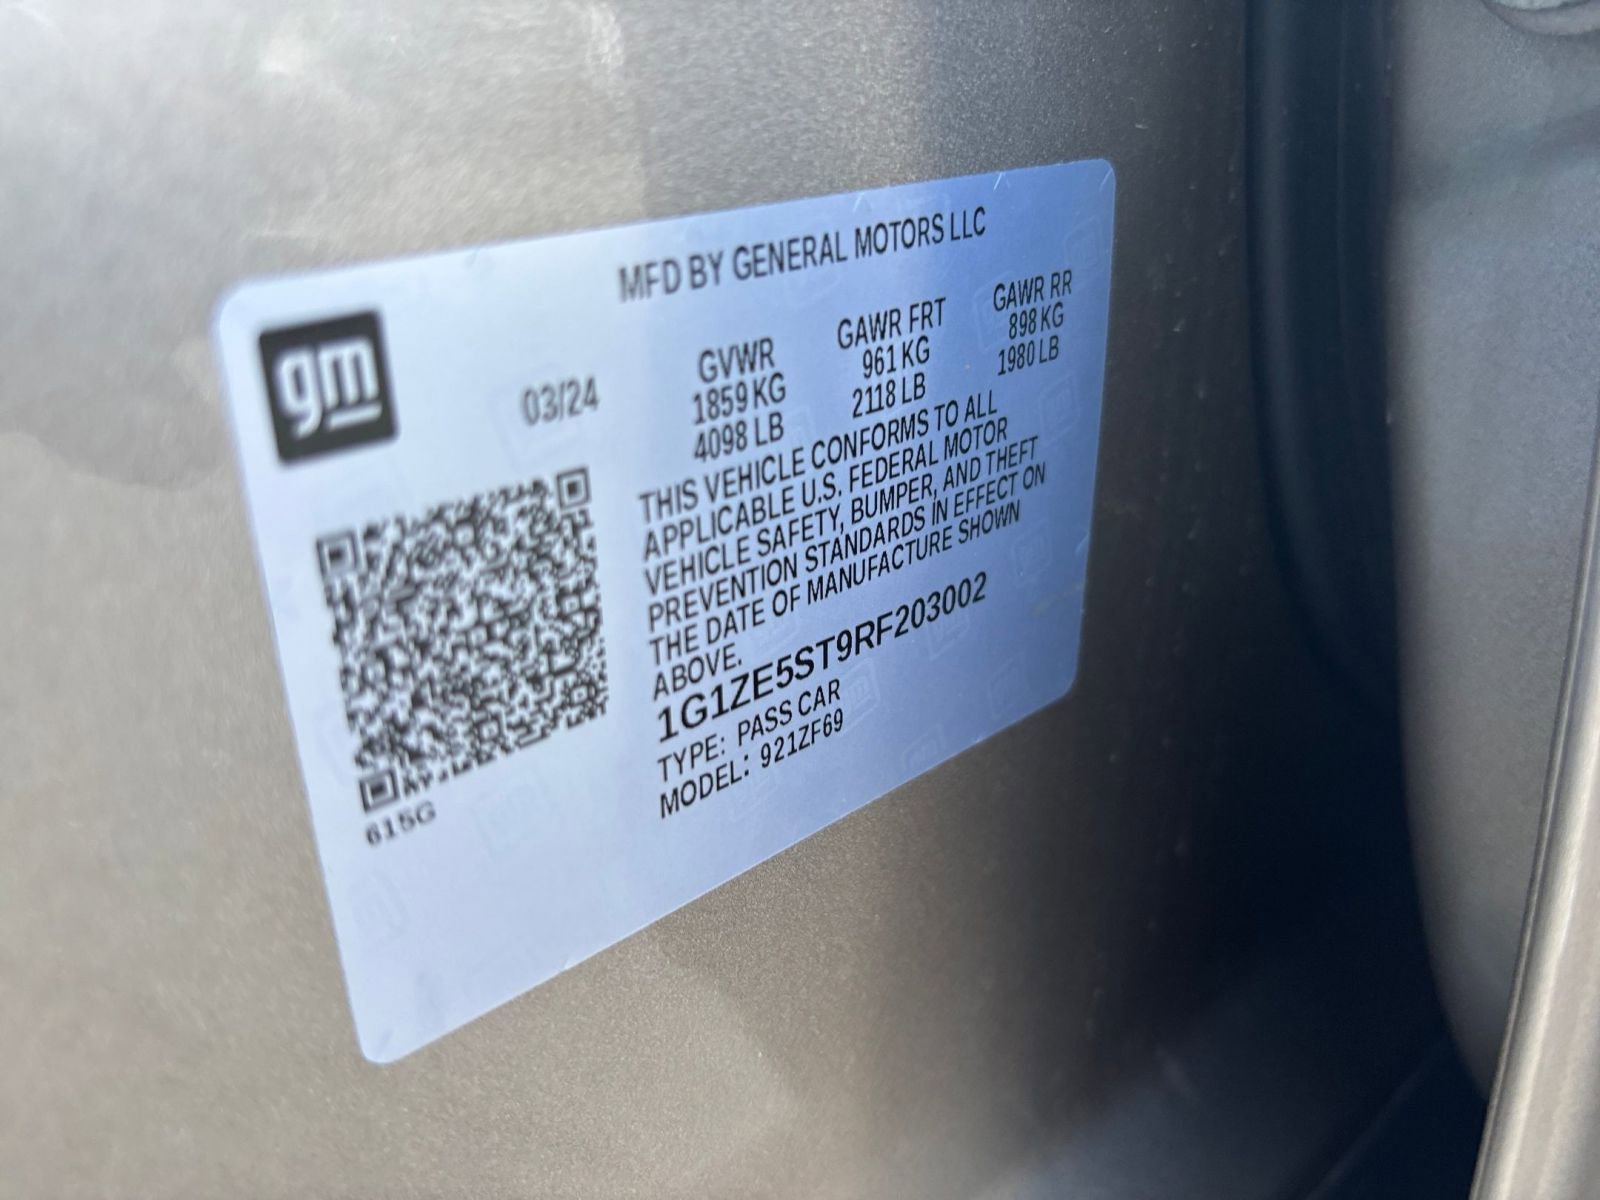 MFD BY GENERAL MOTORS LLC
gm
03/24
GVWR
1859 KG
4098 LB
GAWR FRT
961 KG
2118 LB
GAWR RR
898 KG
1980 LB
THIS VEHICLE CONFORMS TO ALL
APPLICABLE U.S. FEDERAL MOTOR
VEHICLE SAFETY, BUMPER, AND THEFT
PREVENTION STANDARDS IN EFFECT ON
THE DATE OF MANUFACTURE SHOWN
ABOVE.
1G1ZE5ST9RF203002
TYPE: PASS CAR
MODEL: 921ZF69
615G